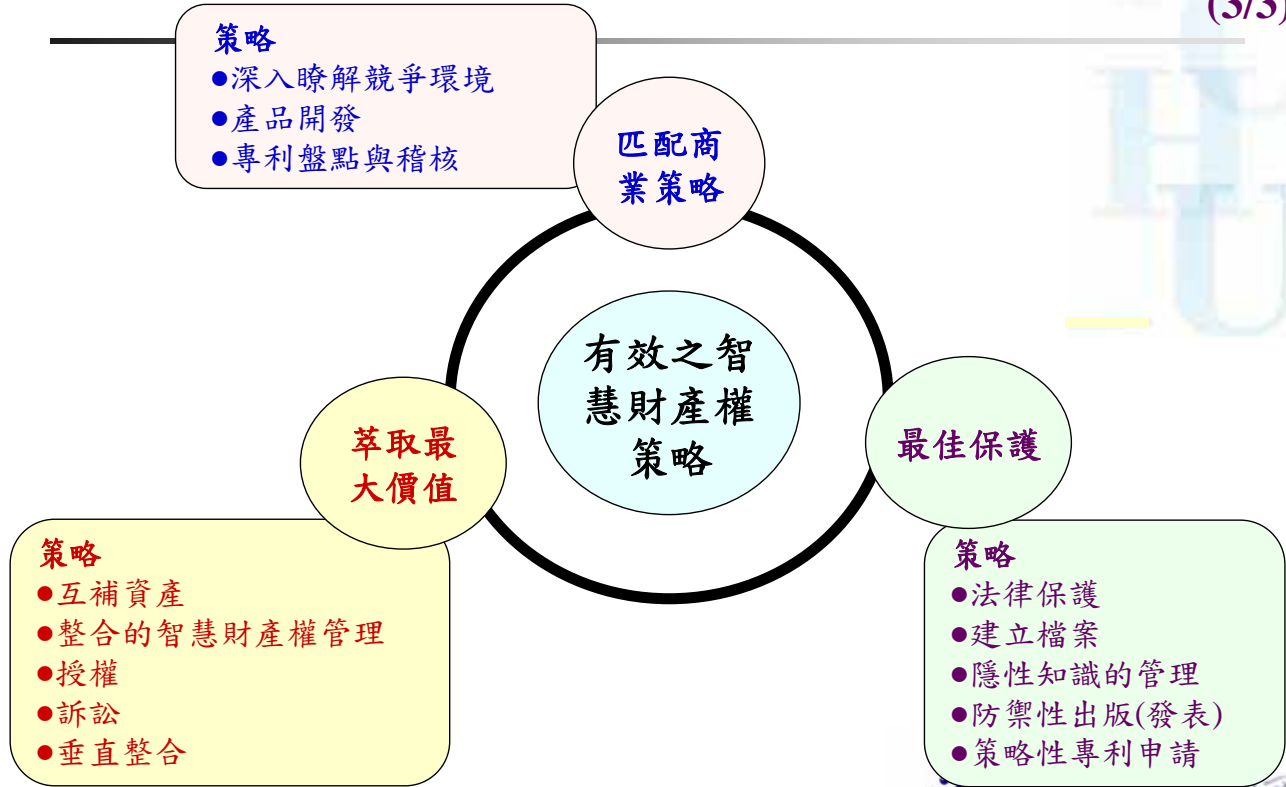 (3/3)
策略
●深入瞭解競爭環境
●產品開發
●專利盤點與稽核
匹配商
業策略
有效之智
慧財產權
策略
萃取最
大價值
最佳保護
策略
●互補資產
●整合的智慧財產權管理
●授權
●訴訟
●垂直整合
策略
●法律保護
●建立檔案
●隱性知識的管理
●防禦性出版(發表)
●策略性專利申請